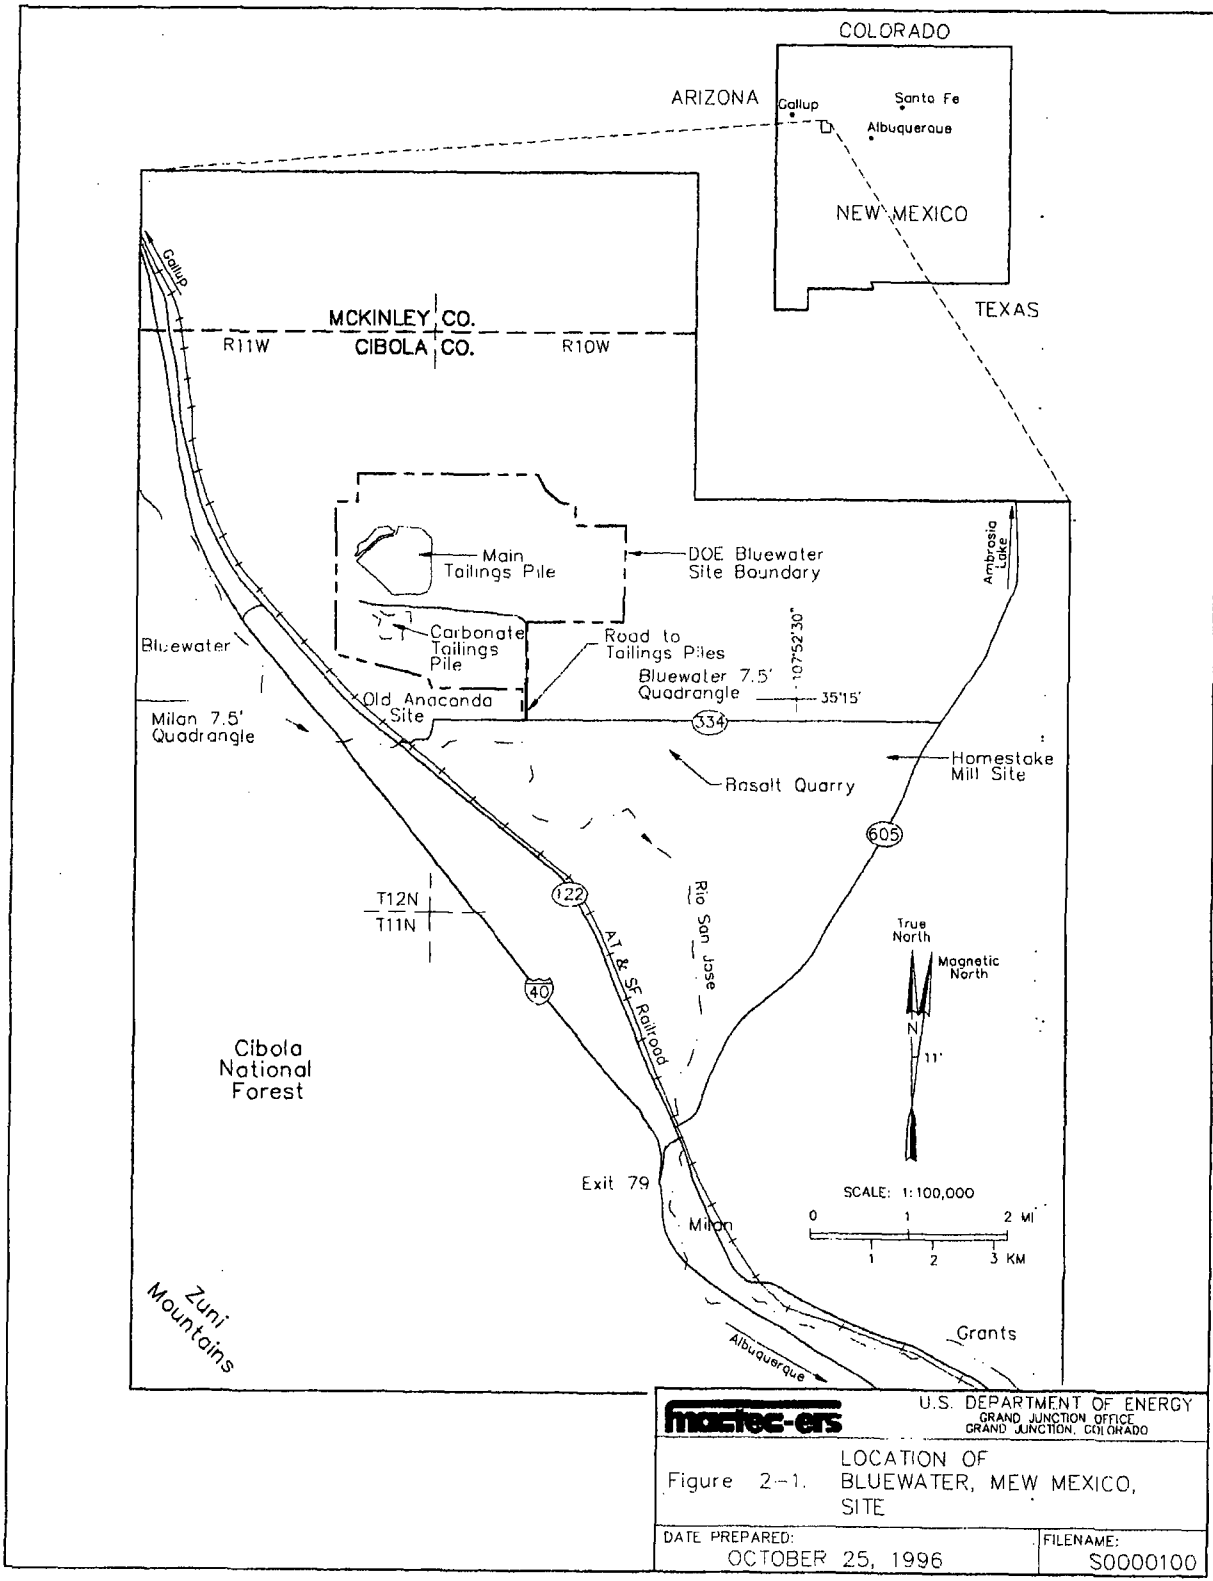 COLORADO
ARIZONA
Gallup
Santa Fe
Albuquerque
NEW MEXICO
TEXAS
Gallup
MCKINLEY CO.
R11W
CIBOLA CO.
R10W
Main
Tailings Pile
DOE Bluewater
Site Boundary
Ambrosia
Lake
Bluewater
Carbonate
Tailings
Pile
Road to
Tailings Piles
107°52'30"
Bluewater 7.5'
Quadrangle
35°15'
Old Anaconda
Site
Milan 7.5'
Quadrangle
334
Basalt Quarry
Homestake
Mill Site
605
T12N
T11N
122
Rio San Jose
AT & SF Railroad
40
True
North
Magnetic
North
N
11°
Cibola
National
Forest
Exit 79
SCALE: 1:100,000
0 1 2 MI
1 2 3 KM
Milan
Zuni
Mountains
Grants
Albuquerque
mactec-ers
U.S. DEPARTMENT OF ENERGY
GRAND JUNCTION OFFICE
GRAND JUNCTION, COLORADO
Figure 2-1.
LOCATION OF
BLUEWATER, MEW MEXICO,
SITE
DATE PREPARED:
OCTOBER 25, 1996
FILENAME:
S0000100